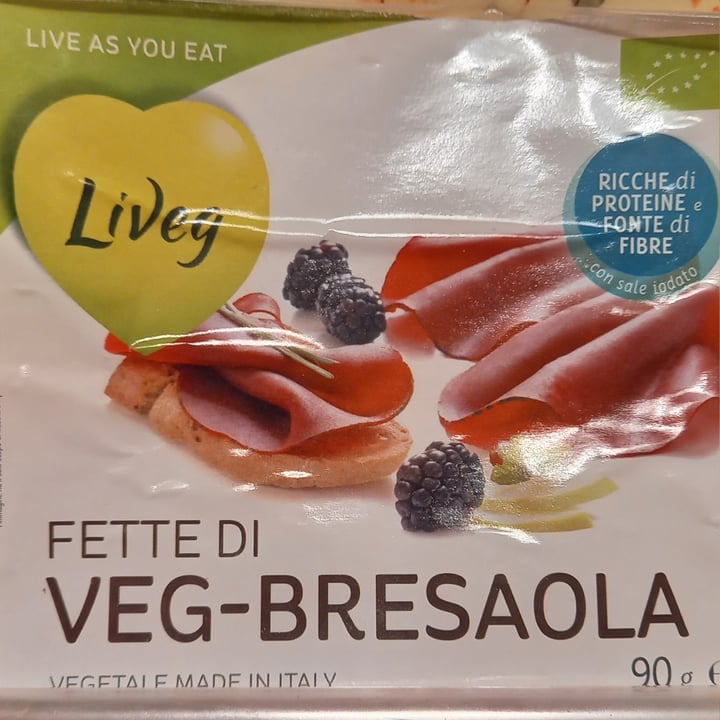 LIVE AS YOU EAT
LiVeg
RICCHE di
PROTEINE e
FONTE di
FIBRE
...con sale iodato
FETTE DI
VEG-BRESAOLA
VEGETALE MADE IN ITALY
90 g e